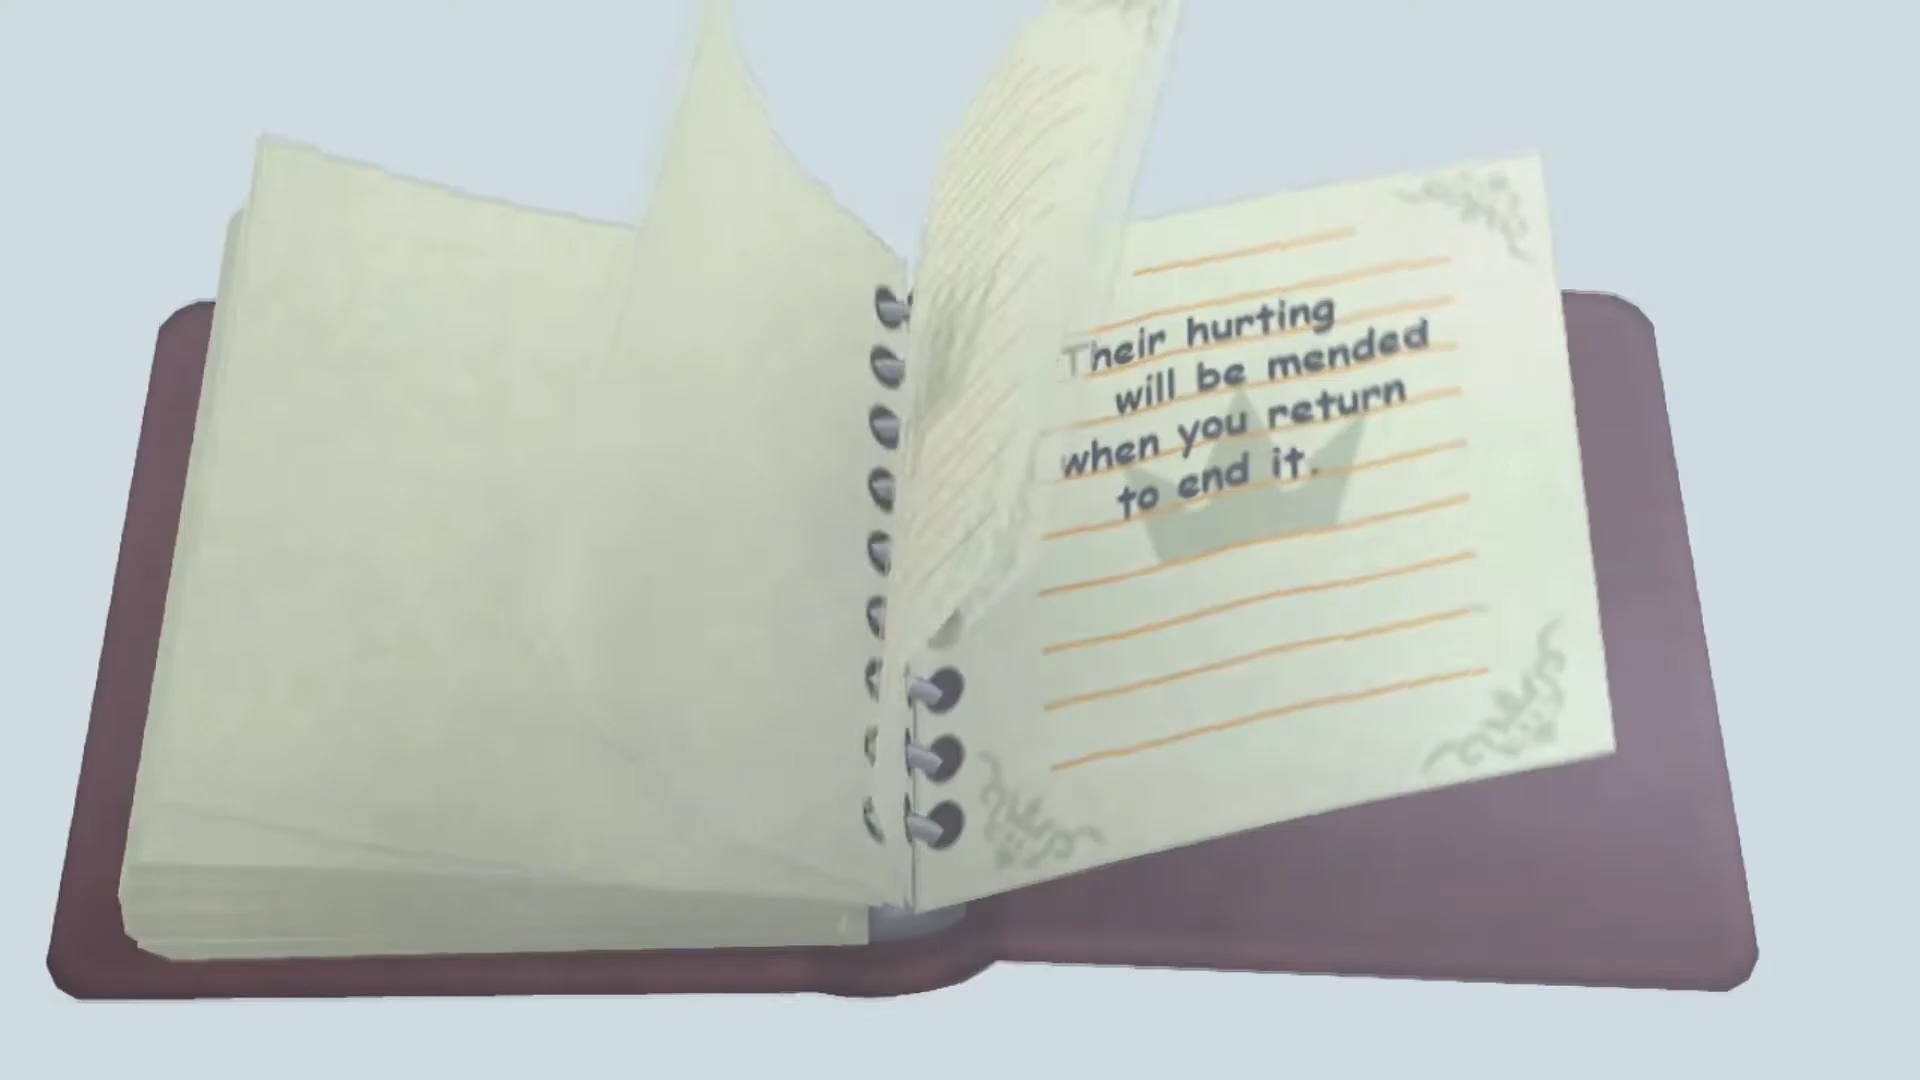 Their hurting
will be mended
when you return
to end it.